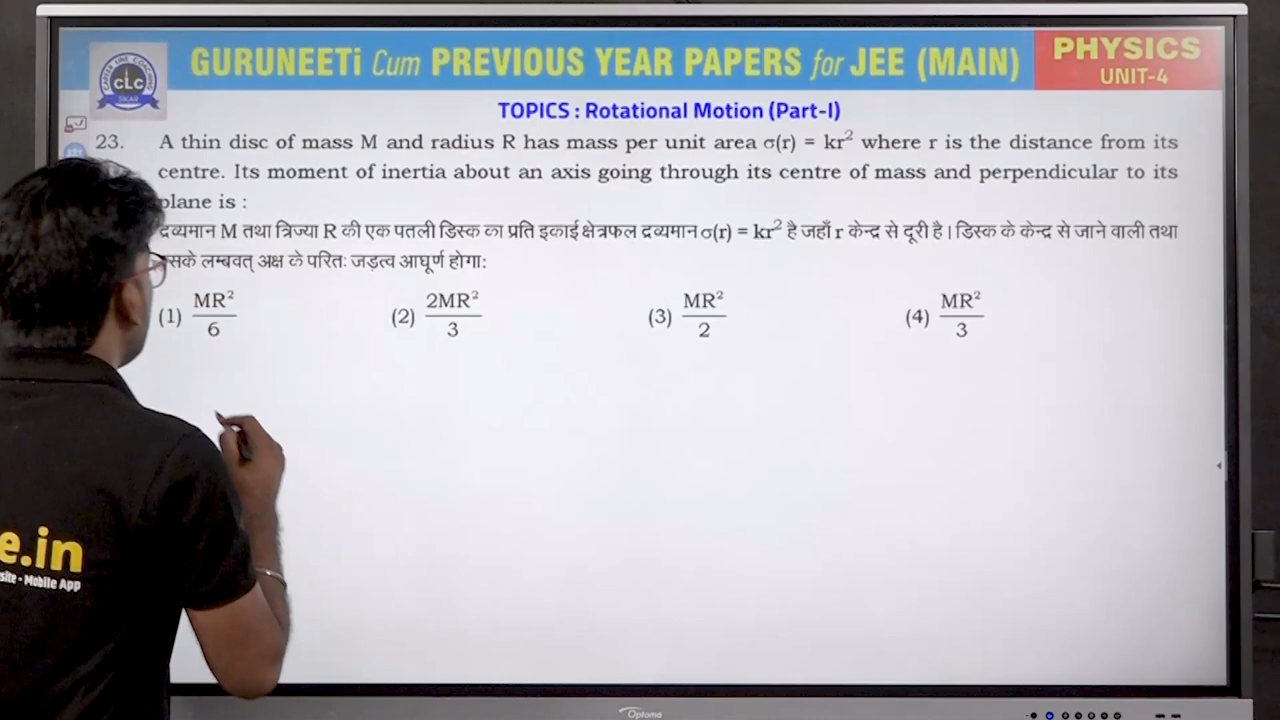 GURUNEETi Cum PREVIOUS YEAR PAPERS for JEE (MAIN)
PHYSICS
UNIT-4
CLC
SIKAR
TOPICS : Rotational Motion (Part-I)
23. A thin disc of mass M and radius R has mass per unit area σ(r) = kr² where r is the distance from its
centre. Its moment of inertia about an axis going through its centre of mass and perpendicular to its
plane is :
द्रव्यमान M तथा त्रिज्या R की एक पतली डिस्क का प्रति इकाई क्षेत्रफल द्रव्यमान σ(r) = kr² है जहाँ r केन्द्र से दूरी है। डिस्क के केन्द्र से जाने वाली तथा
सके लम्बवत् अक्ष के परितः जड़त्व आघूर्ण होगा:
(1) MR²/6 (2) 2MR²/3 (3) MR²/2 (4) MR²/3
e.in
site - Mobile App
Optoma